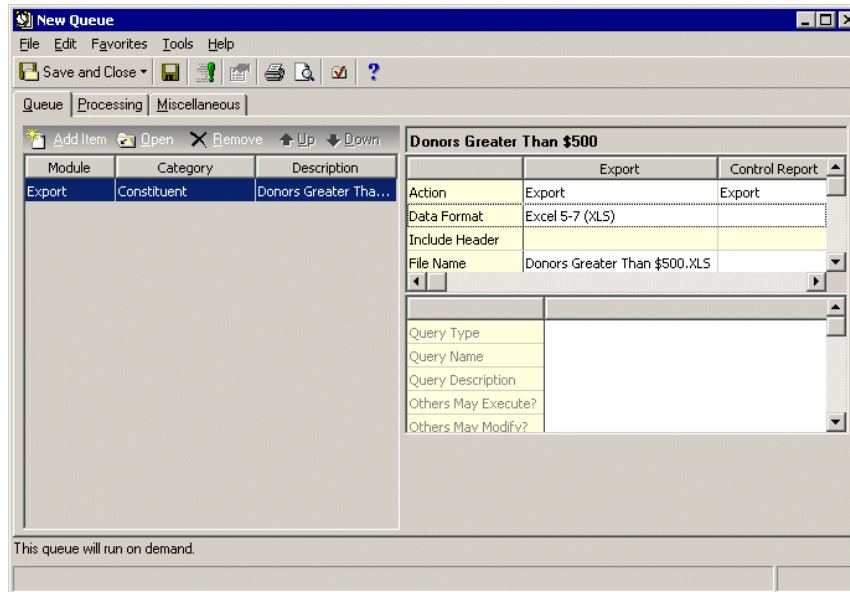 New Queue
File Edit Favorites Tools Help
Save and Close
Queue Processing Miscellaneous
Add Item Open Remove Up Down
Module Category Description
Export Constituent Donors Greater Tha...
Donors Greater Than $500
Export Control Report
Action Export Export
Data Format Excel 5-7 (XLS)
Include Header
File Name Donors Greater Than $500.XLS
Query Type
Query Name
Query Description
Others May Execute?
Others May Modify?
This queue will run on demand.